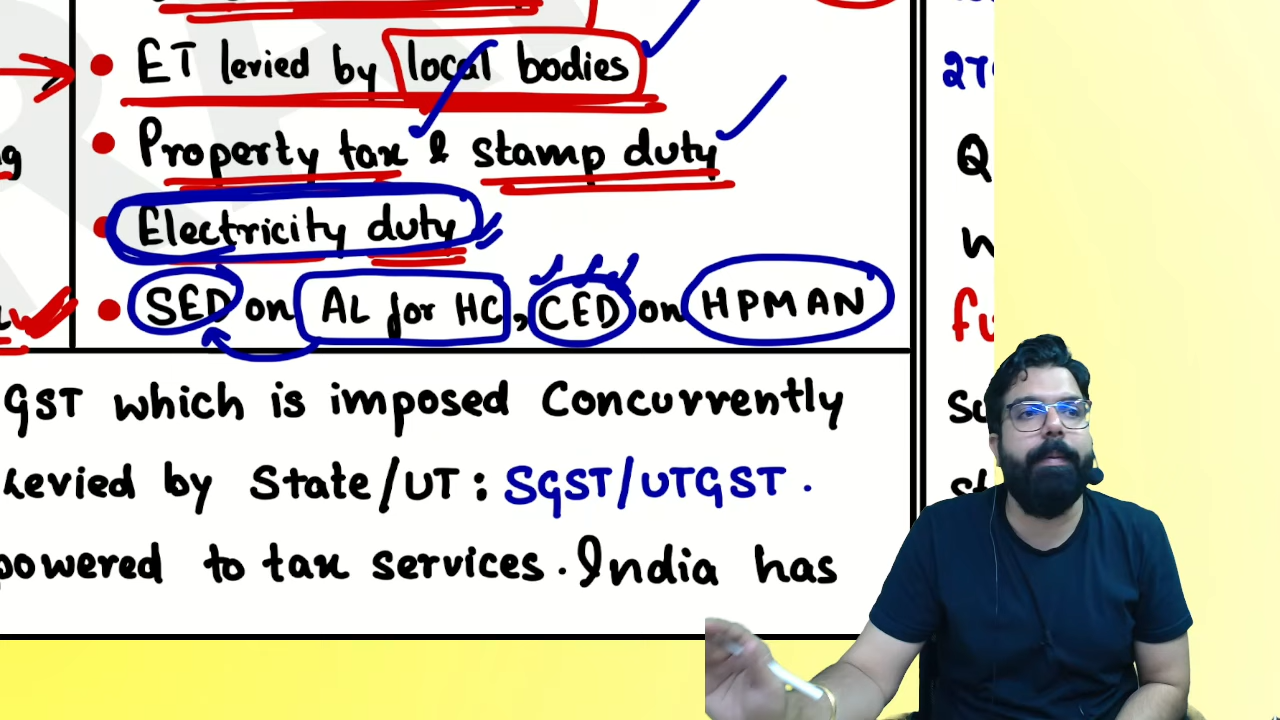 ET levied by local bodies
Property tax & stamp duty
Electricity duty
SED on AL for HC, CED on HPMAN
GST which is imposed Concurrently
levied by State/UT: SGST/UTGST.
powered to tax services. India has